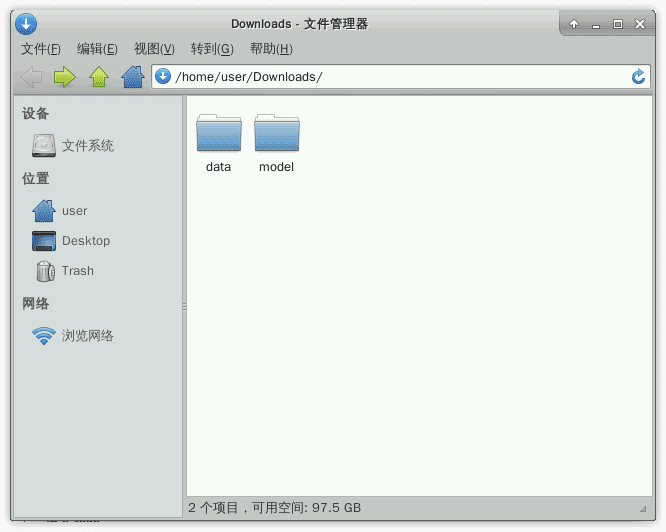 Downloads - 文件管理器
文件(F) 编辑(E) 视图(V) 转到(G) 帮助(H)
/home/user/Downloads/
设备
文件系统
位置
user
Desktop
Trash
网络
浏览网络
data model
2 个项目，可用空间: 97.5 GB